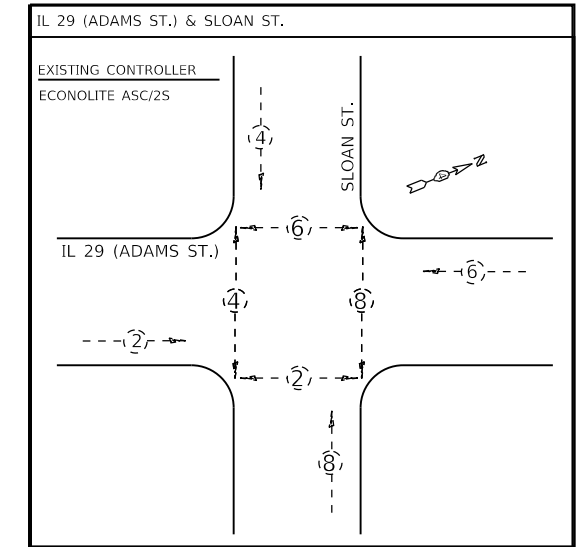 IL 29 (ADAMS ST.) & SLOAN ST.
EXISTING CONTROLLER
ECONOLITE ASC/2S
4
SLOAN ST.
N
6
IL 29 (ADAMS ST.)
6
4
8
2
2
8